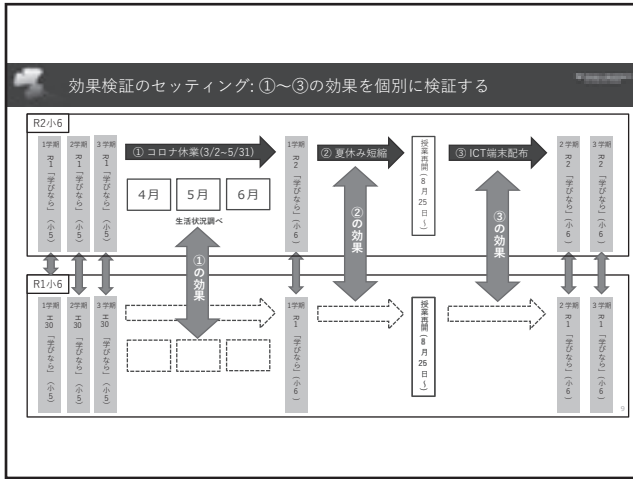 効果検証のセッティング: ①～③の効果を個別に検証する
R2小6
1学期
R1「学びなら」(小5)
2学期
R1「学びなら」(小5)
3学期
R1「学びなら」(小5)
① コロナ休業(3/2~5/31)
4月
5月
6月
生活状況調べ
1学期
R2「学びなら」(小6)
② 夏休み短縮
授業再開(8月25日~)
③ ICT端末配布
2学期
R2「学びなら」(小6)
3学期
R2「学びなら」(小6)
①の効果
②の効果
③の効果
R1小6
1学期
H30「学びなら」(小5)
2学期
H30「学びなら」(小5)
3学期
H30「学びなら」(小5)
1学期
R1「学びなら」(小6)
授業再開(8月25日~)
2学期
R1「学びなら」(小6)
3学期
R1「学びなら」(小6)
9